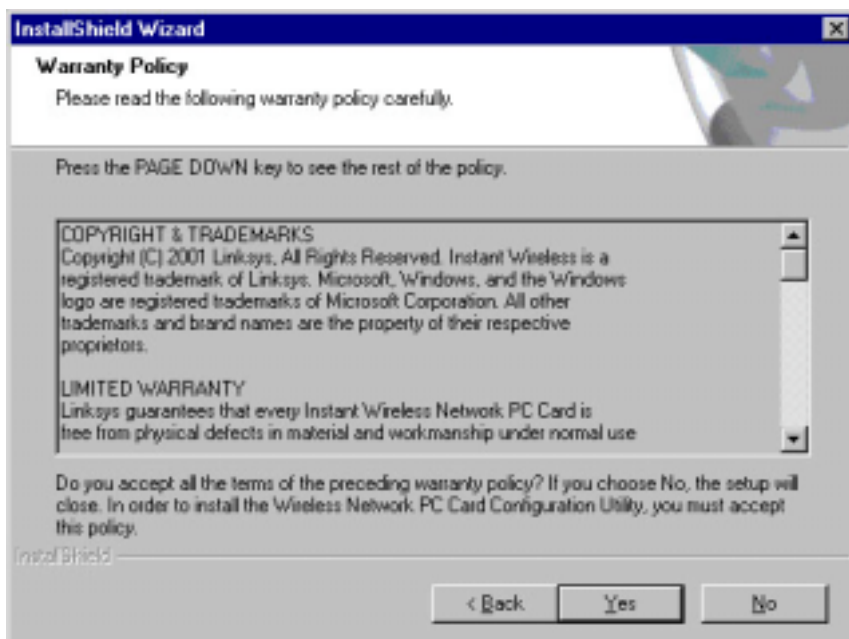 InstallShield Wizard
Warranty Policy
Please read the following warranty policy carefully.
Press the PAGE DOWN key to see the rest of the policy.
COPYRIGHT & TRADEMARKS
Copyright (C) 2001 Linksys, All Rights Reserved. Instant Wireless is a
registered trademark of Linksys. Microsoft, Windows, and the Windows
logo are registered trademarks of Microsoft Corporation. All other
trademarks and brand names are the property of their respective
proprietors.
LIMITED WARRANTY
Linksys guarantees that every Instant Wireless Network PC Card is
free from physical defects in material and workmanship under normal use
Do you accept all the terms of the preceding warranty policy? If you choose No, the setup will
close. In order to install the Wireless Network PC Card Configuration Utility, you must accept
this policy.
InstallShield
< Back
Yes
No